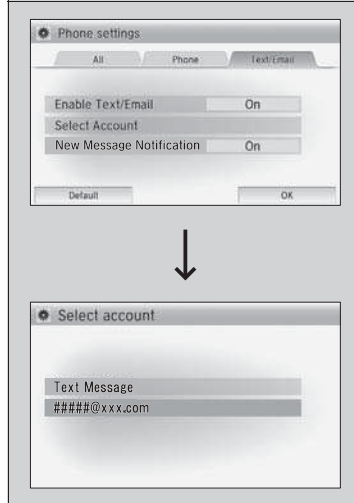 Phone settings
All Phone Text/Email
Enable Text/Email On
Select Account
New Message Notification On
Default OK
Select account
Text Message
#####@xxx.com